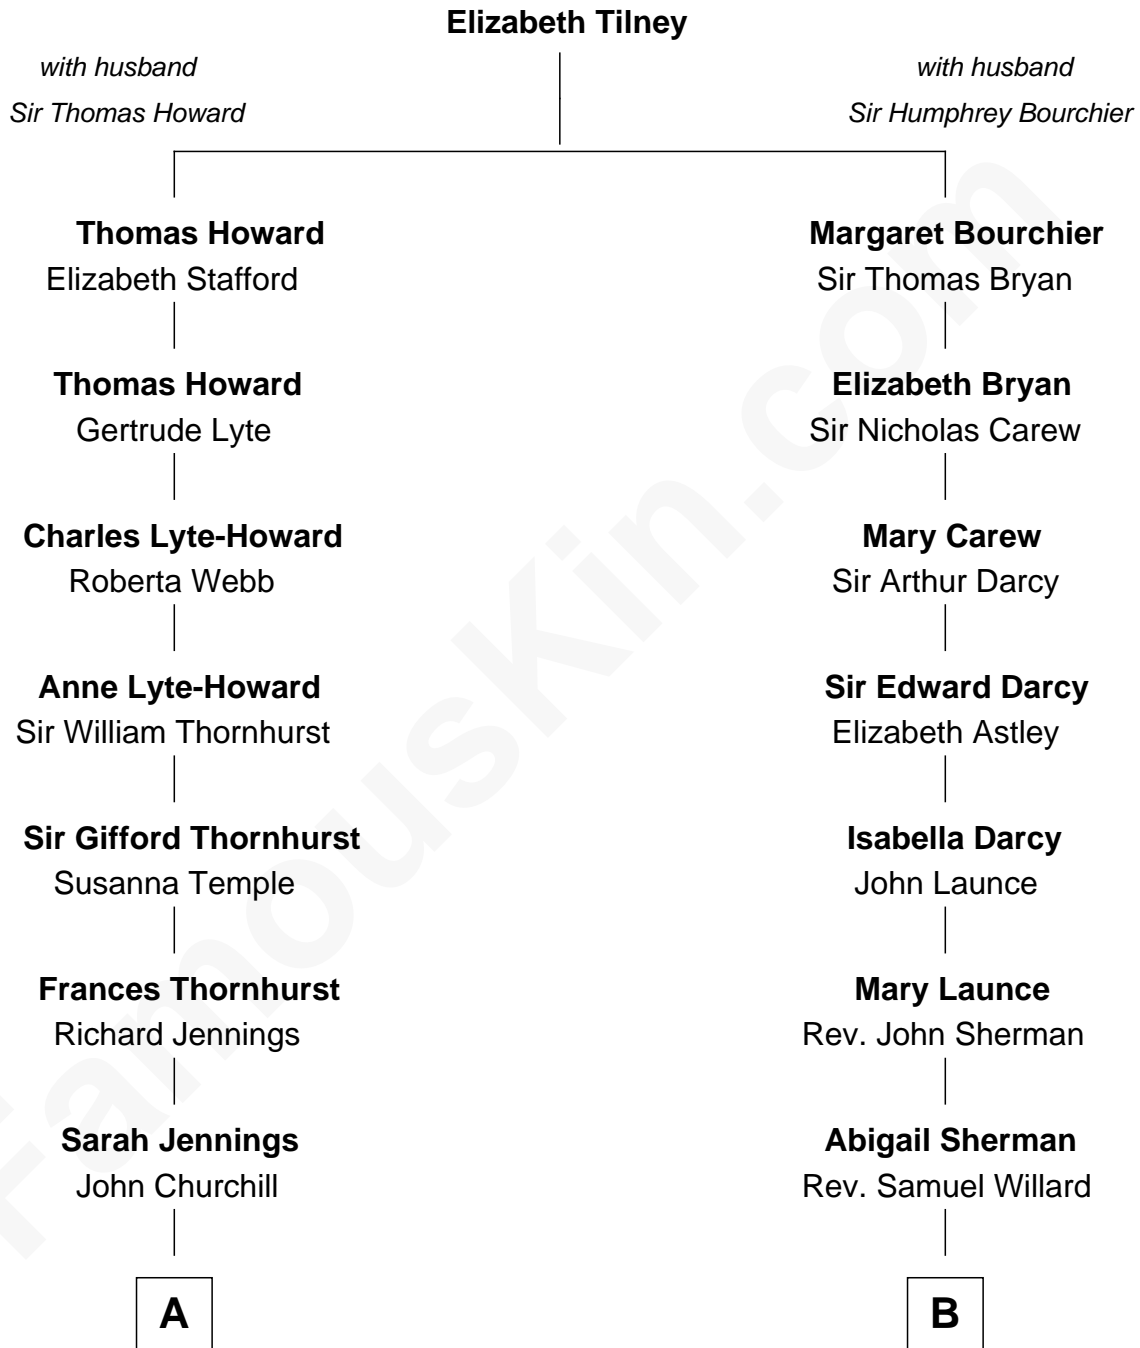 Elizabeth Tilney
with husband
Sir Thomas Howard
with husband
Sir Humphrey Bourchier
Thomas Howard
Elizabeth Stafford
Margaret Bourchier
Sir Thomas Bryan
Thomas Howard
Gertrude Lyte
Elizabeth Bryan
Sir Nicholas Carew
Charles Lyte-Howard
Roberta Webb
Mary Carew
Sir Arthur Darcy
Anne Lyte-Howard
Sir William Thornhurst
Sir Edward Darcy
Elizabeth Astley
Sir Gifford Thornhurst
Susanna Temple
Isabella Darcy
John Launce
Frances Thornhurst
Richard Jennings
Mary Launce
Rev. John Sherman
Sarah Jennings
John Churchill
Abigail Sherman
Rev. Samuel Willard
A
B
FamousKin.com